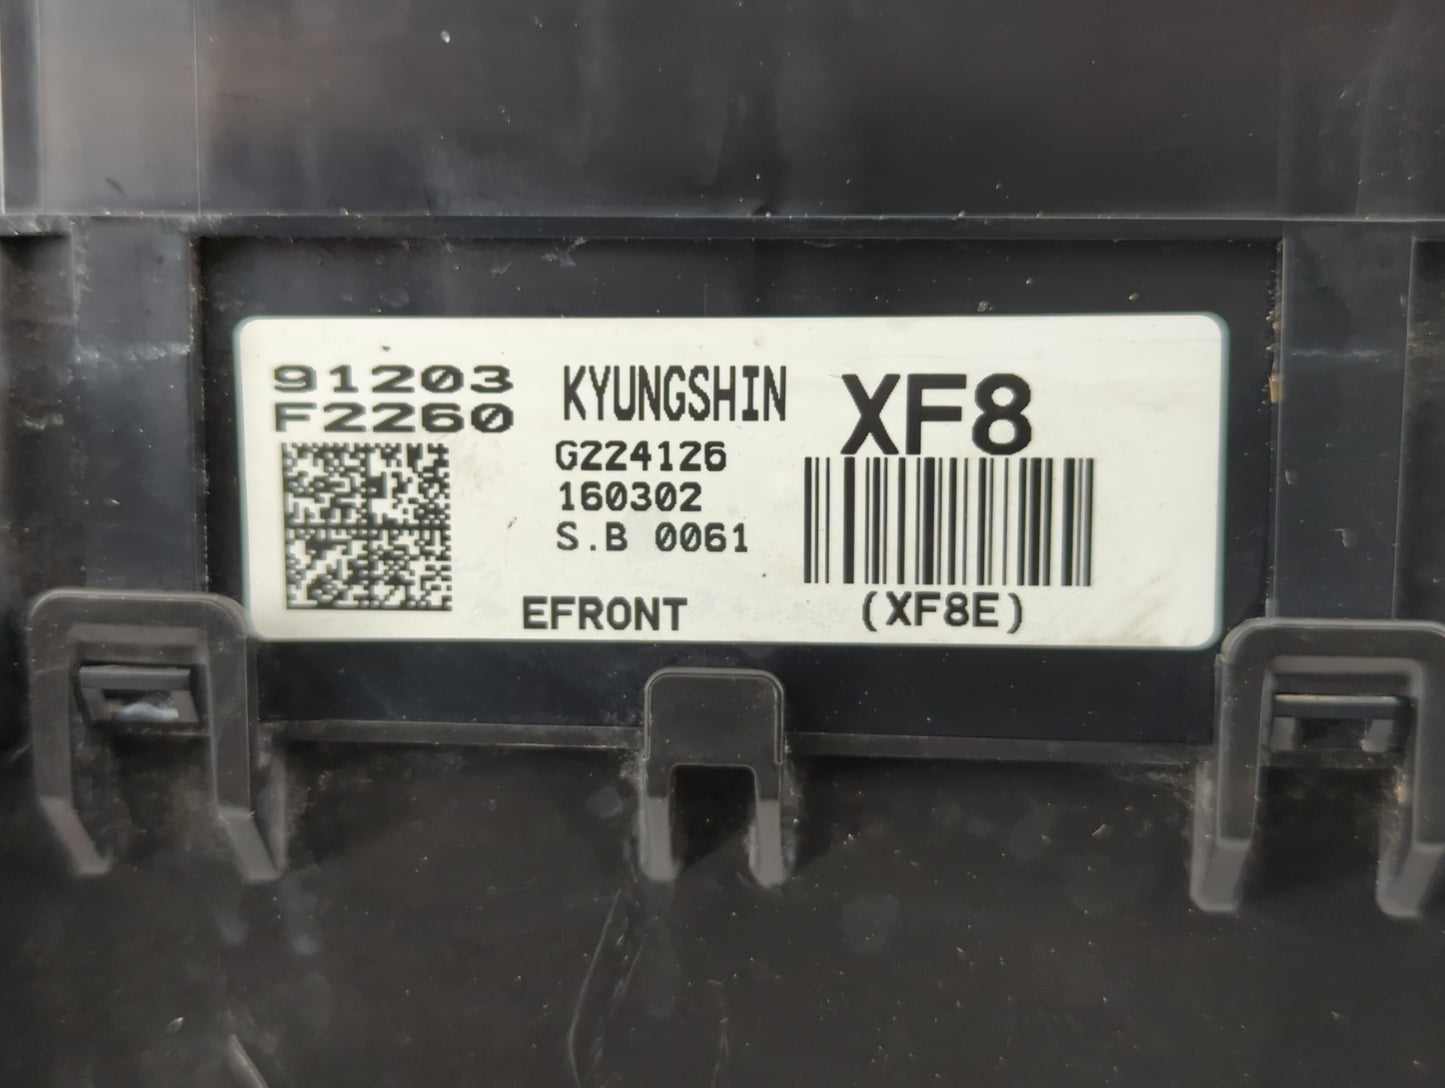 91203
F2260
KYUNGSHIN
G224126
160302
S.B 0061
EFRONT
XF8
(XF8E)